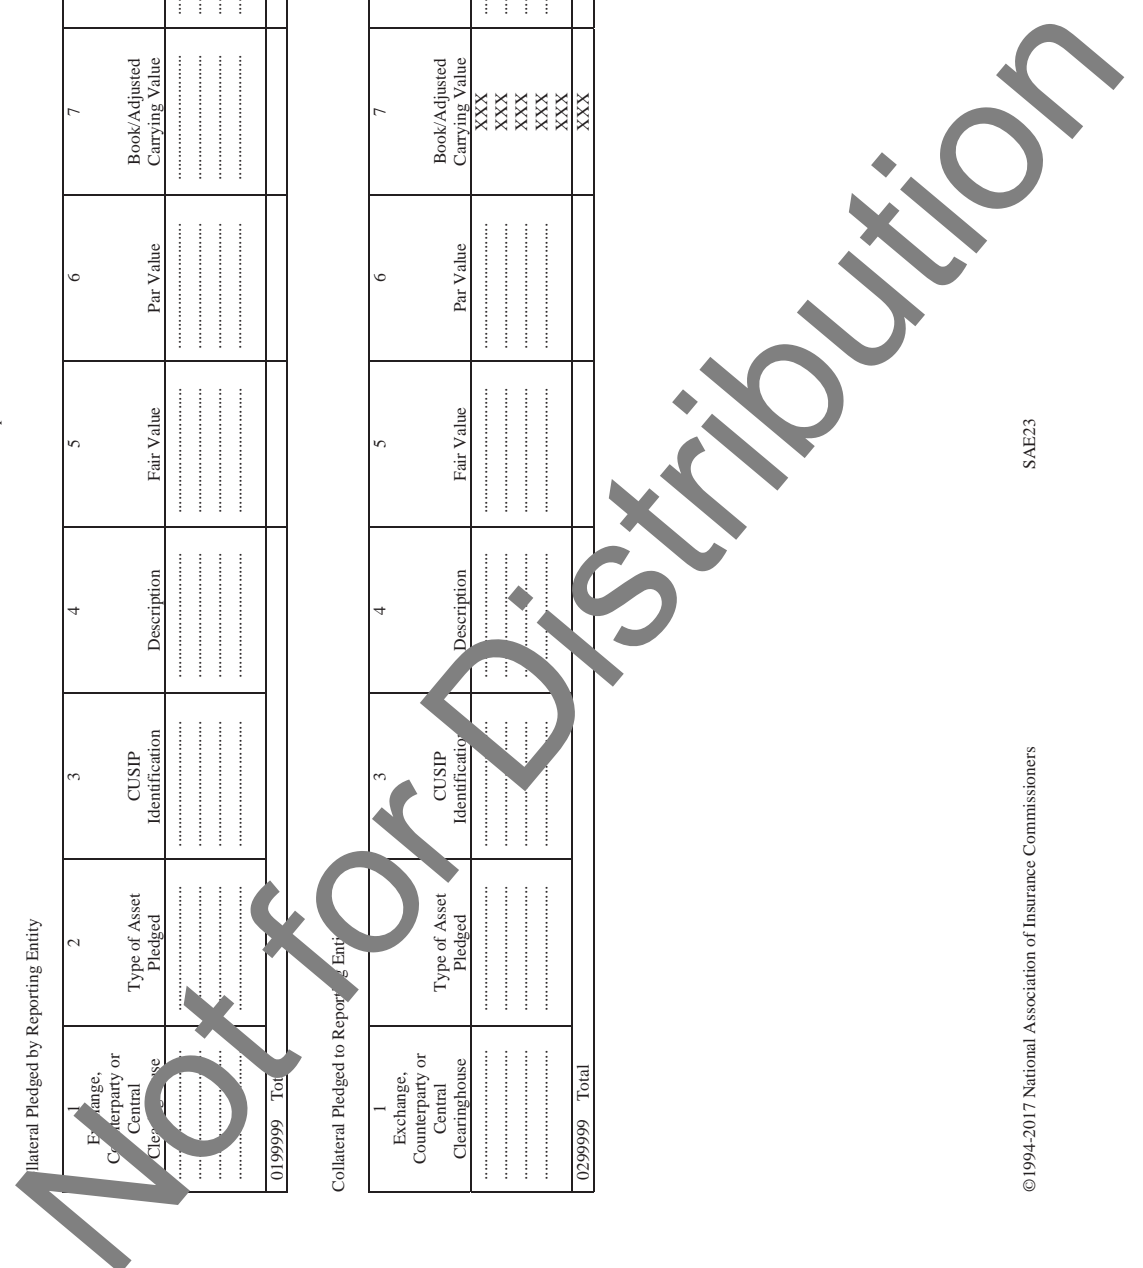 llateral Pledged by Reporting Entity
1
2
3
4
5
6
7
Central
Type of Asset
Pledged
CUSIP
Identification
Description
Fair Value
Par Value
Book/Adjusted
Carrying Value
0199999 Tot
Collateral Pledged to Reporting Enti
1
3
4
5
6
7
Exchange,
Counterparty or
Central
Clearinghouse
Type of Asset
Pledged
CUSIP
Identification
Description
Fair Value
Par Value
Book/Adjusted
Carrying Value
XXX
XXX
XXX
XXX
XXX
0299999 Total
XXX
©1994-2017 National Association of Insurance Commissioners
SAE23
Not for Distribution